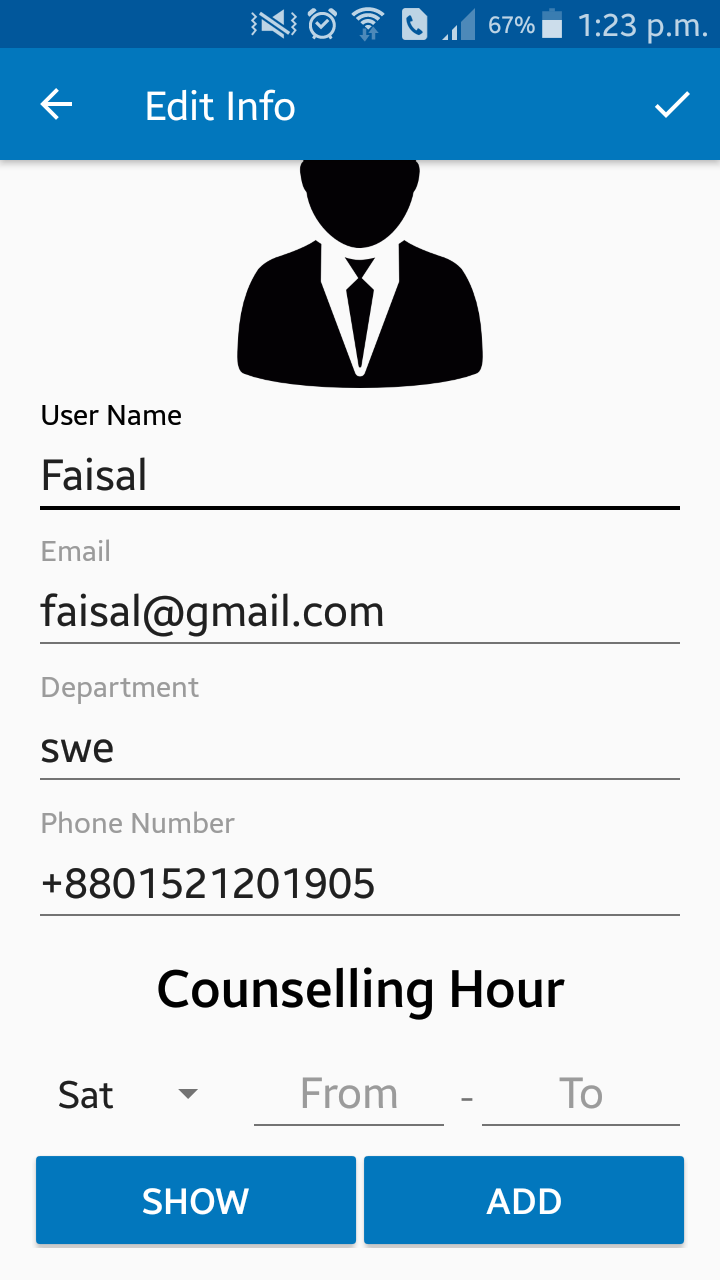 67% 1:23 p.m.
Edit Info
User Name
Faisal
Email
faisal@gmail.com
Department
swe
Phone Number
+8801521201905
Counselling Hour
Sat From - To
SHOW ADD